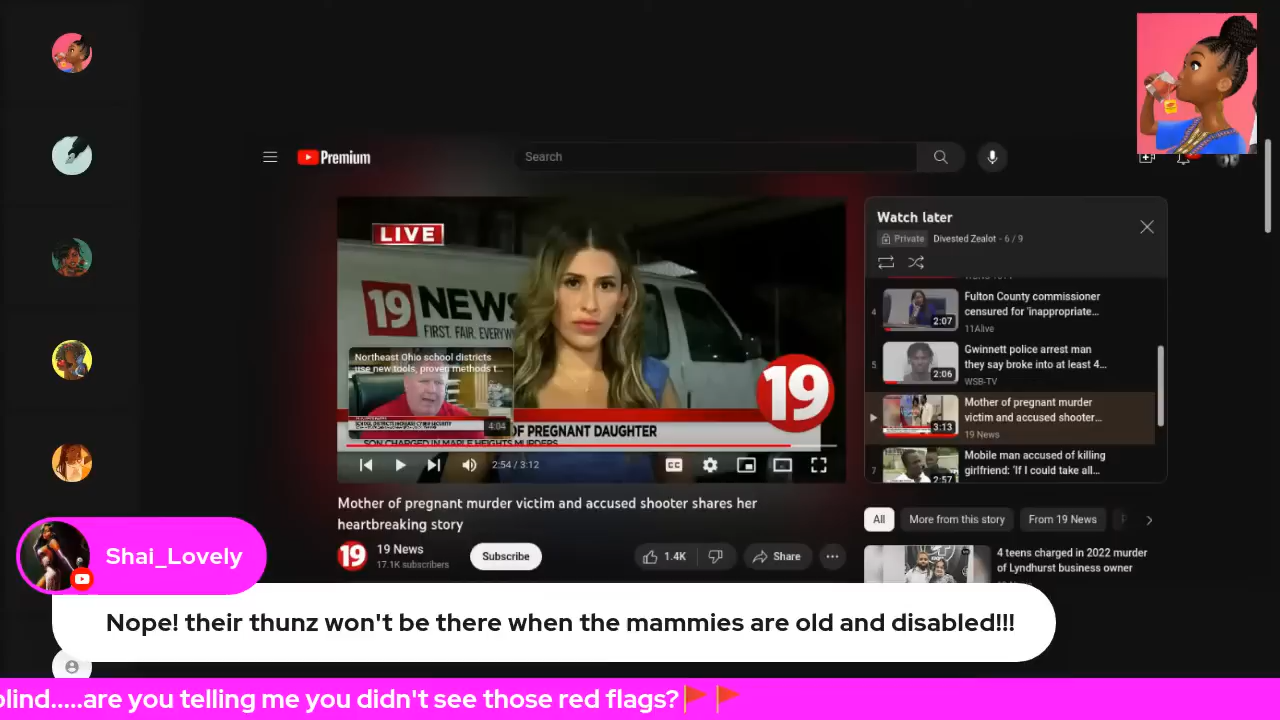 Premium
Search
LIVE
19 NEWS
FIRST. FAIR. EVERYW
Northeast Ohio school districts
use new tools, proven methods t...
4:04
19
OF PREGNANT DAUGHTER
SON CHARGED IN MAPLE HEIGHTS MURDERS
2:54 / 3:12
CC
Mother of pregnant murder victim and accused shooter shares her
heartbreaking story
19
19 News
17.1K subscribers
Subscribe
1.4K
Share
Watch later
Private
Divested Zealot - 6 / 9
4
2:07
Fulton County commissioner
censured for 'inappropriate...
11Alive
5
2:06
Gwinnett police arrest man
they say broke into at least 4...
WSB-TV
3:13
Mother of pregnant murder
victim and accused shooter...
19 News
7
2:57
Mobile man accused of killing
girlfriend: 'If I could take all...
All
More from this story
From 19 News
4 teens charged in 2022 murder
of Lyndhurst business owner
Shai_Lovely
Nope! their thunz won't be there when the mammies are old and disabled!!!
blind.....are you telling me you didn't see those red flags?🚩🚩